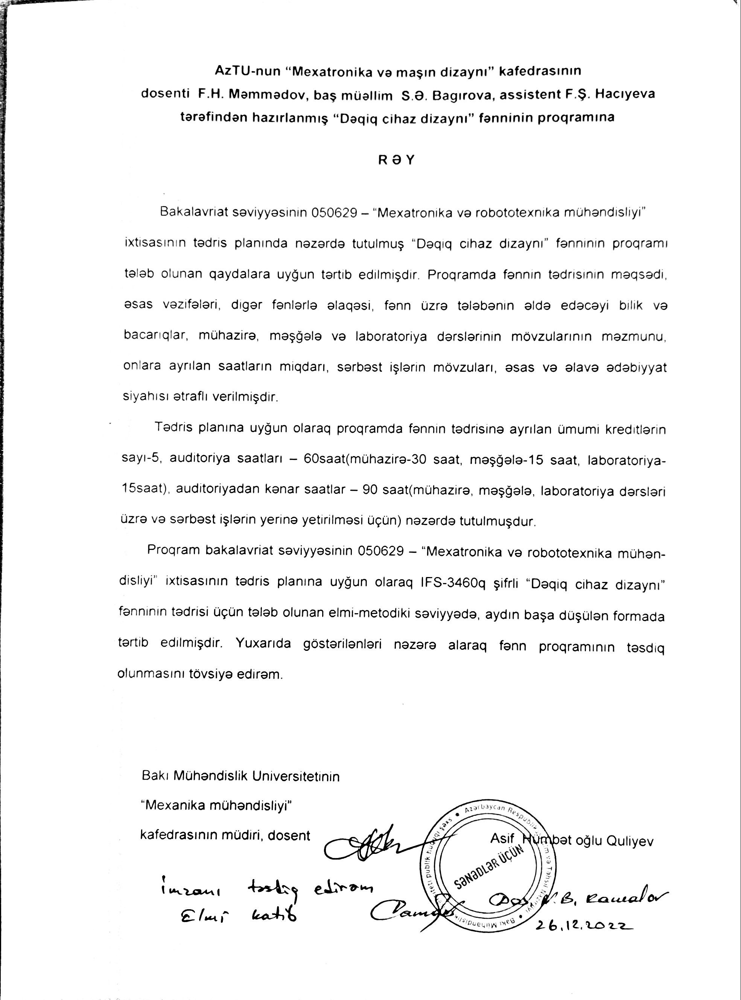 AzTU-nun “Mexatronika və maşın dizaynı” kafedrasının
dosenti F.H. Məmmədov, baş müəllim S.Ə. Bagırova, assistent F.Ş. Hacıyeva
tərəfindən hazırlanmış “Dəqiq cihaz dizaynı” fənninin proqramına
R Ə Y
Bakalavriat səviyyəsinin 050629 – “Mexatronika və robototexnika mühəndisliyi”
ixtisasının tədris planında nəzərdə tutulmuş “Dəqiq cihaz dizaynı” fənninin proqramı
tələb olunan qaydalara uyğun tərtib edilmişdir. Proqramda fənnin tədrisinin məqsədi,
əsas vəzifələri, digər fənlərlə əlaqəsi, fənn üzrə tələbənin əldə edəcəyi bilik və
bacarıqlar, mühazirə, məşğələ və laboratoriya dərslərinin mövzularının məzmunu,
onlara ayrılan saatların miqdarı, sərbəst işlərin mövzuları, əsas və əlavə ədəbiyyat
siyahısı ətraflı verilmişdir.
Tədris planına uyğun olaraq proqramda fənnin tədrisinə ayrılan ümumi kreditlərin
sayı-5, auditoriya saatları – 60saat(mühazirə-30 saat, məşğələ-15 saat, laboratoriya-
15saat), auditoriyadan kənar saatlar – 90 saat(mühazirə, məşğələ, laboratoriya dərsləri
üzrə və sərbəst işlərin yerinə yetirilməsi üçün) nəzərdə tutulmuşdur.
Proqram bakalavriat səviyyəsinin 050629 – “Mexatronika və robototexnika mühən-
disliyi” ixtisasının tədris planına uyğun olaraq IFS-3460q şifrli “Dəqiq cihaz dizaynı”
fənninin tədrisi üçün tələb olunan elmi-metodiki səviyyədə, aydın başa düşülən formada
tərtib edilmişdir. Yuxarıda göstərilənləri nəzərə alaraq fənn proqramının təsdiq
olunmasını tövsiyə edirəm.
Bakı Mühəndislik Universitetinin
“Mexanika mühəndisliyi”
kafedrasının müdiri, dosent
Asif Hümbət oğlu Quliyev
Azərbaycan Respublikası Elm və Təhsil Nazirliyi • Bakı Mühəndislik Universiteti publik hüquqi şəxs •
SƏNƏDLƏR ÜÇÜN
İmzanı təsdiq edirəm
Elmi katib
Dos. N.B. Kamalov
26.12.2022